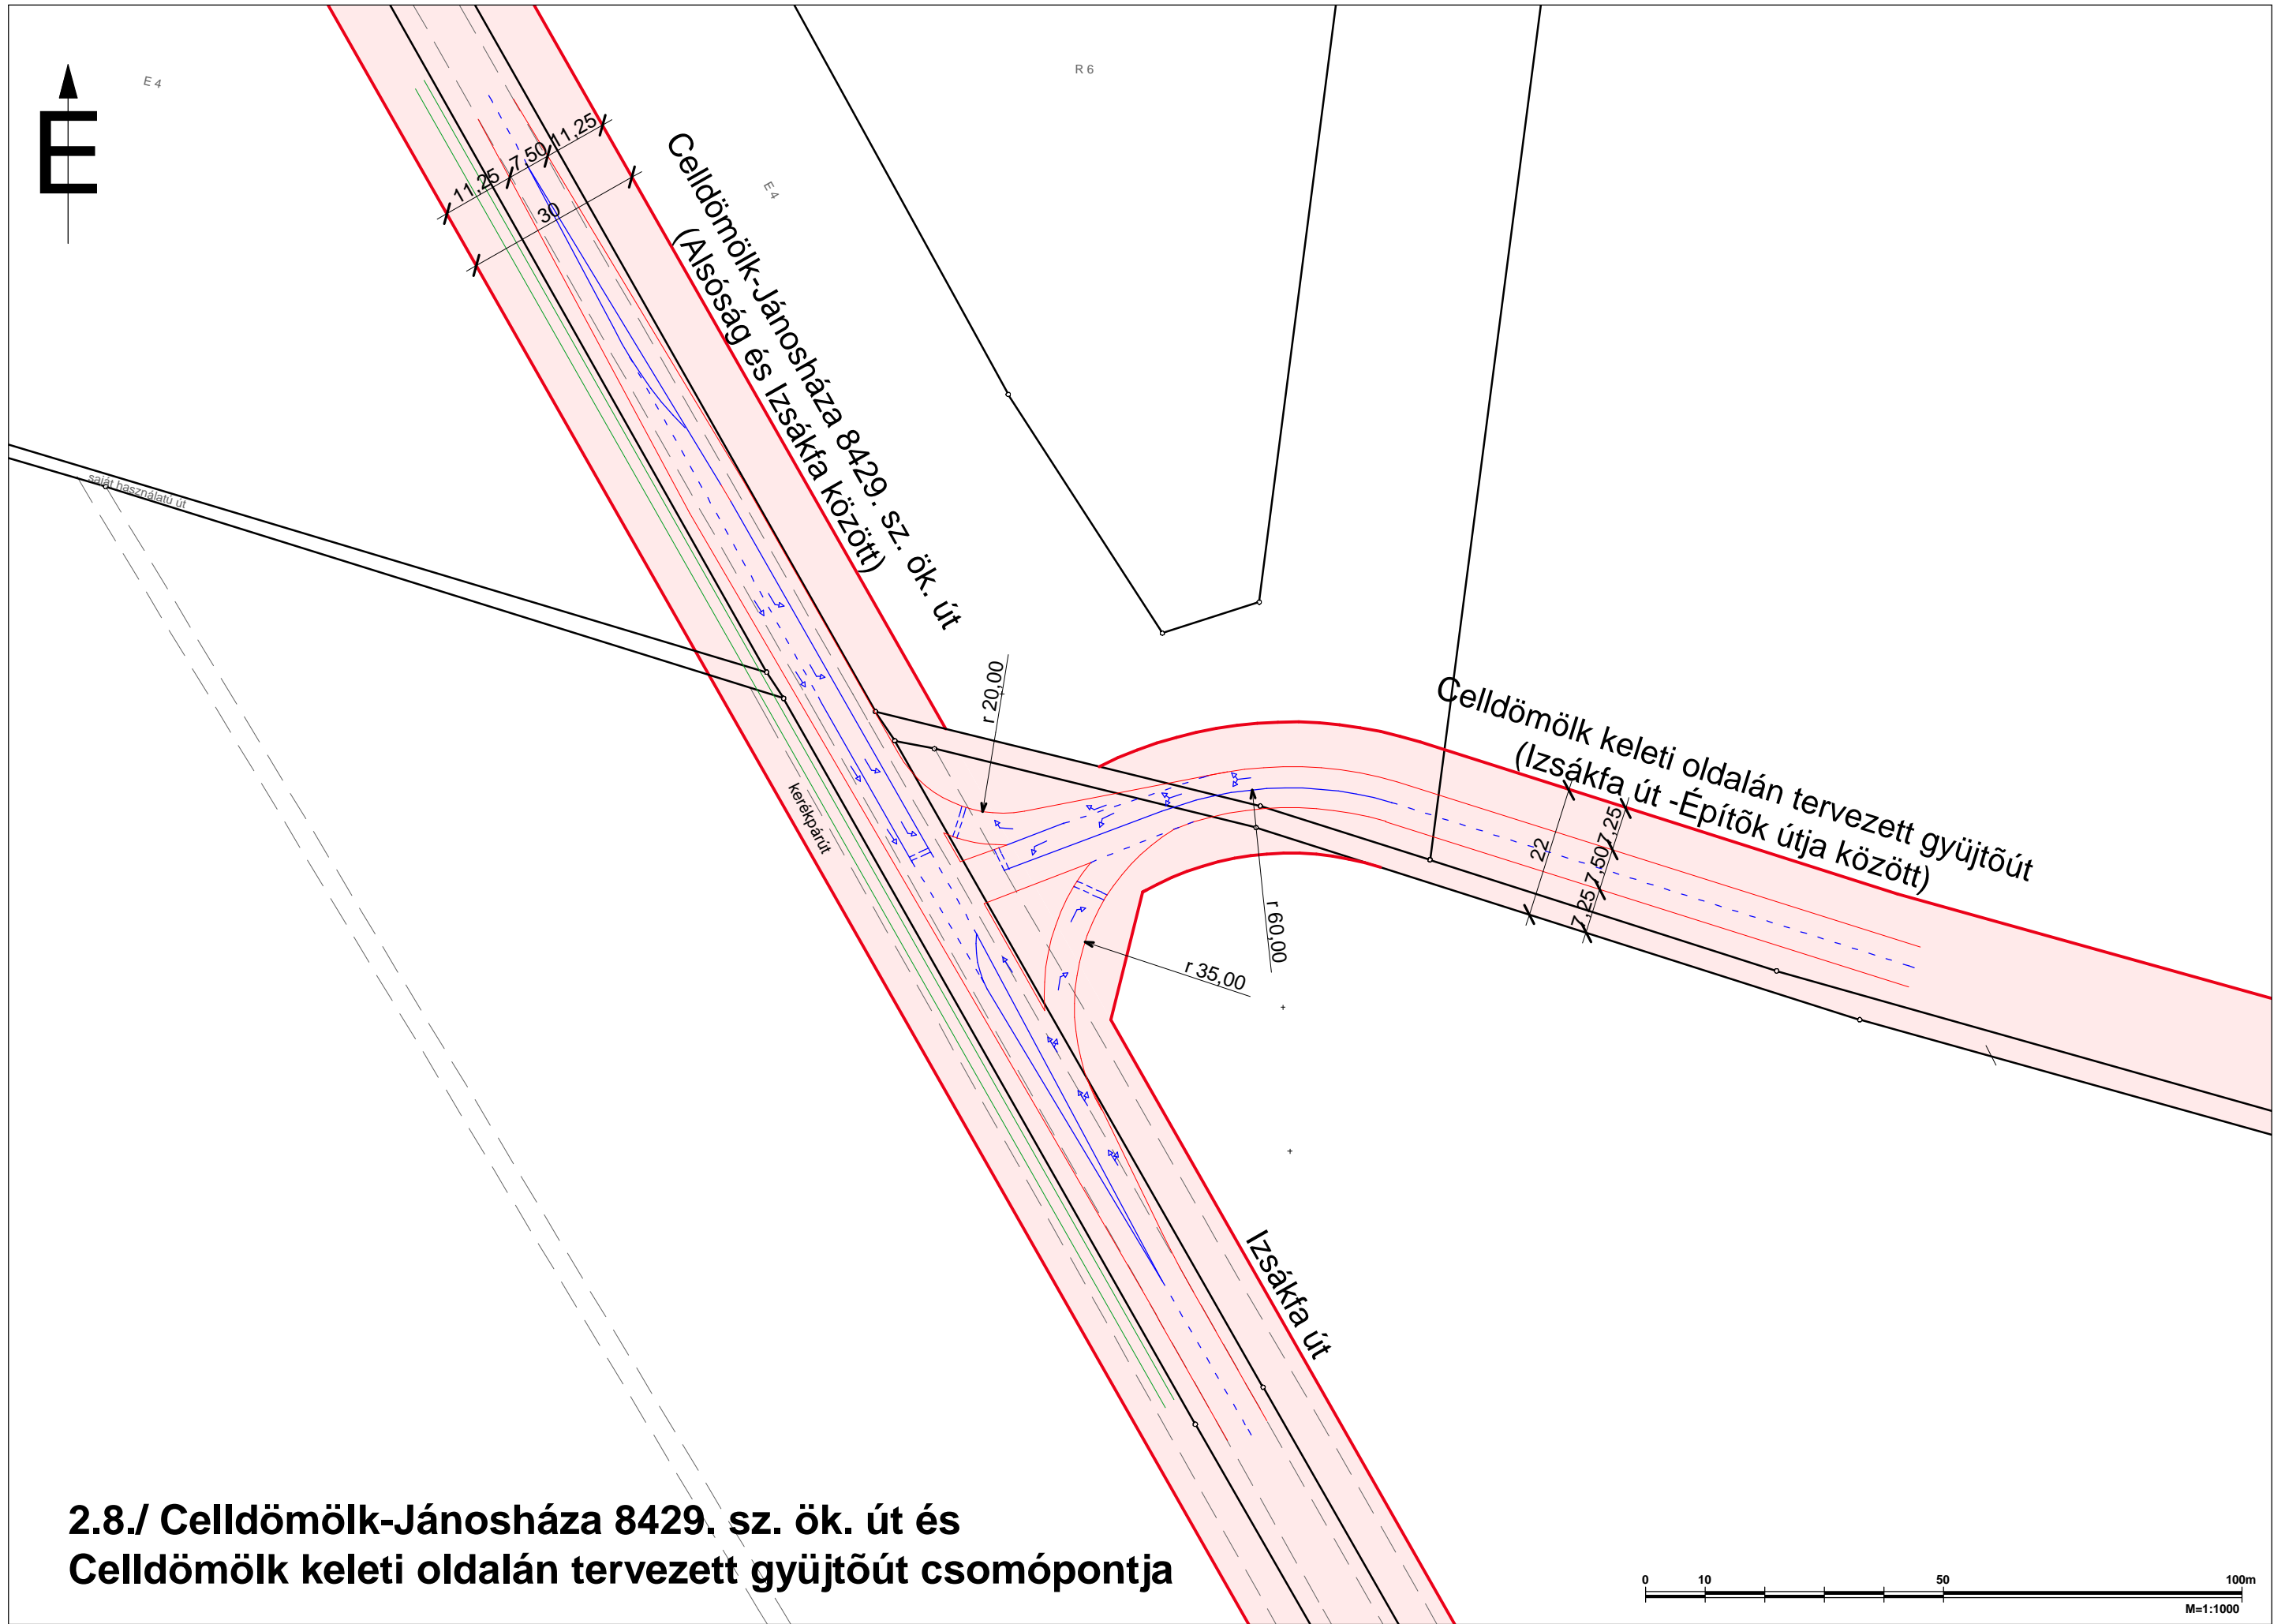 E
E 4
R 6
E 4
11,25
7,50
11,25
30
Celldömölk-Jánosháza 8429. sz. ök. út
(Alsóság és Izsákfa között)
saját használatú út
r 20,00
kerékpárút
Celldömölk keleti oldalán tervezett gyüjtõút
(Izsákfa út -Építõk útja között)
22
7,25
7,50
7,25
r 60,00
r 35,00
Izsákfa út
2.8./ Celldömölk-Jánosháza 8429. sz. ök. út és
Celldömölk keleti oldalán tervezett gyüjtõút csomópontja
0 10 50 100m
M=1:1000